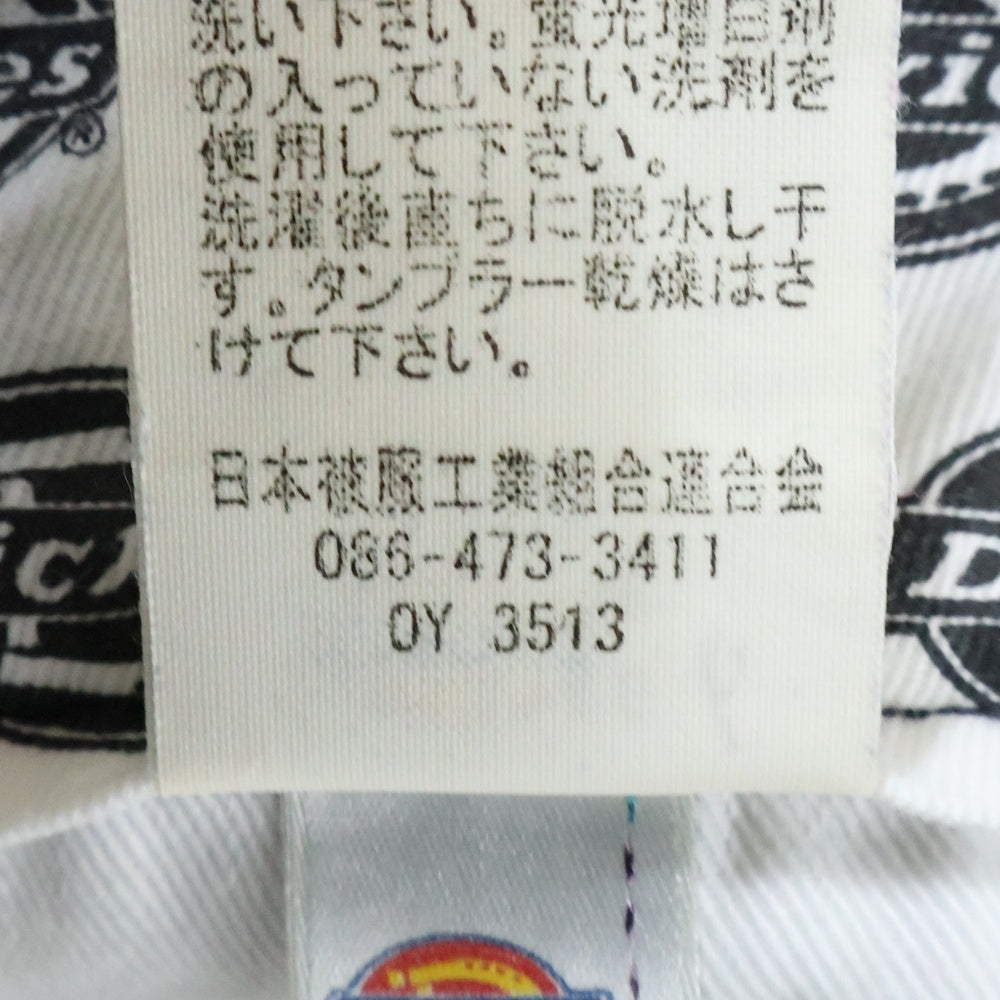 洗い下さい。蛍光増白剤
の入っていない洗剤を
使用して下さい。
洗濯後直ちに脱水し干
す。タンブラー乾燥はさ
けて下さい。
日本被服工業組合連合会
086-473-3411
OY 3513
es®
ickies
ick
D